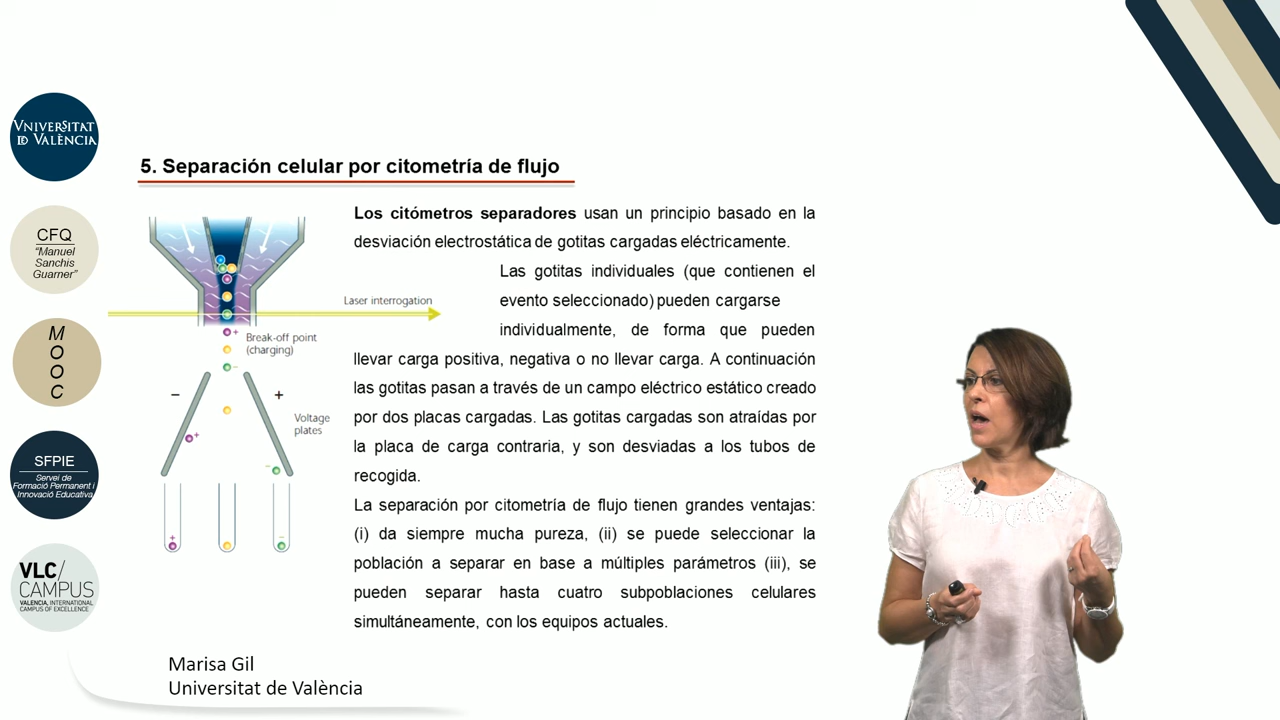 VNIVERSITAT
ID VALÈNCIA
CFQ
"Manuel
Sanchis
Guarner"
M
O
O
C
SFPIE
Servei de
Formació Permanent i
Innovació Educativa
VLC/
CAMPUS
VALENCIA, INTERNATIONAL
CAMPUS OF EXCELLENCE
5. Separación celular por citometría de flujo
Laser interrogation
+
Break-off point
(charging)
−
−
+
Voltage
plates
+
−
+
−
Los citómetros separadores usan un principio basado en la
desviación electrostática de gotitas cargadas eléctricamente.
Las gotitas individuales (que contienen el
evento seleccionado) pueden cargarse
individualmente, de forma que pueden
llevar carga positiva, negativa o no llevar carga. A continuación
las gotitas pasan a través de un campo eléctrico estático creado
por dos placas cargadas. Las gotitas cargadas son atraídas por
la placa de carga contraria, y son desviadas a los tubos de
recogida.
La separación por citometría de flujo tienen grandes ventajas:
(i) da siempre mucha pureza, (ii) se puede seleccionar la
población a separar en base a múltiples parámetros (iii), se
pueden separar hasta cuatro subpoblaciones celulares
simultáneamente, con los equipos actuales.
Marisa Gil
Universitat de València